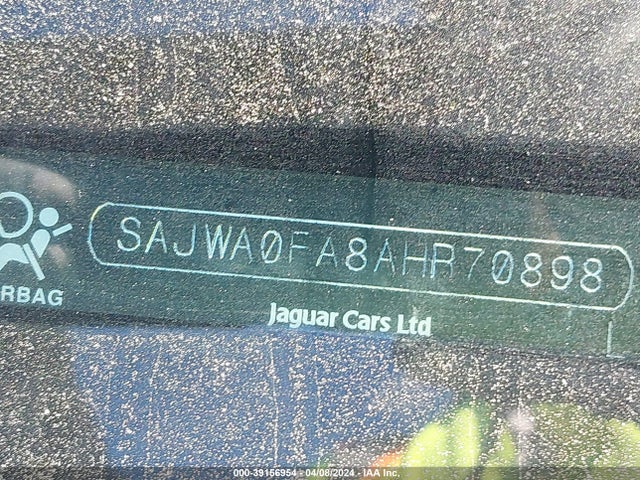 SAJWA0FA8AHR70898
RBAG
Jaguar Cars Ltd
000-39156954 - 04/08/2024 - IAA Inc.